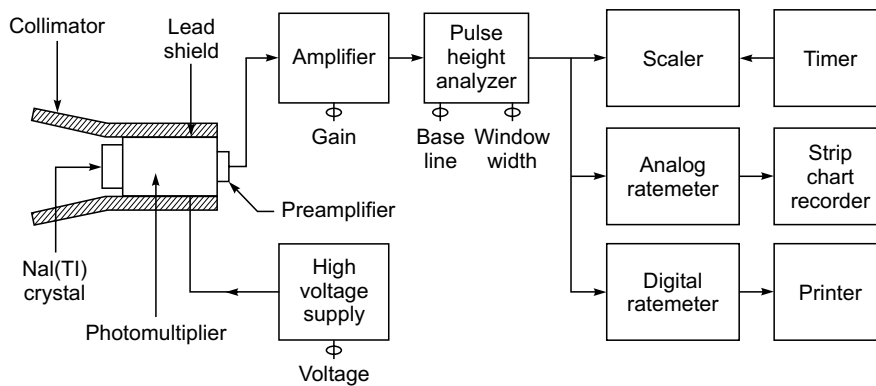 Collimator
Lead
shield
Amplifier
Gain
Pulse
height
analyzer
Base
line
Window
width
Scaler
Timer
Analog
ratemeter
Strip
chart
recorder
Preamplifier
NaI(TI)
crystal
Photomultiplier
High
voltage
supply
Voltage
Digital
ratemeter
Printer